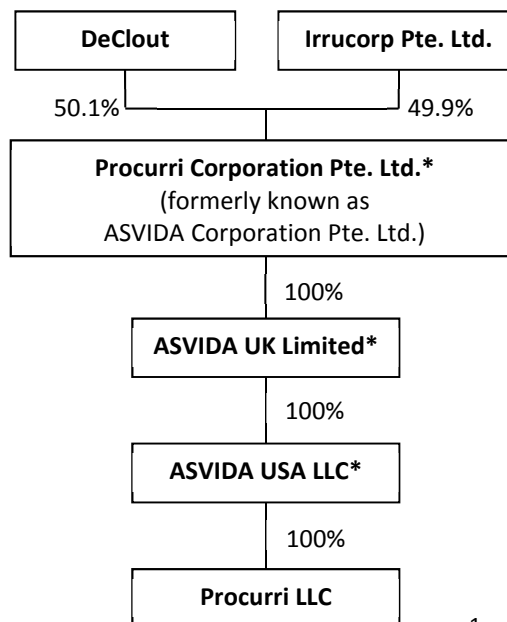 DeClout
Irrucorp Pte. Ltd.
50.1%
49.9%
Procurri Corporation Pte. Ltd.*
(formerly known as
ASVIDA Corporation Pte. Ltd.)
100%
ASVIDA UK Limited*
100%
ASVIDA USA LLC*
100%
Procurri LLC
1